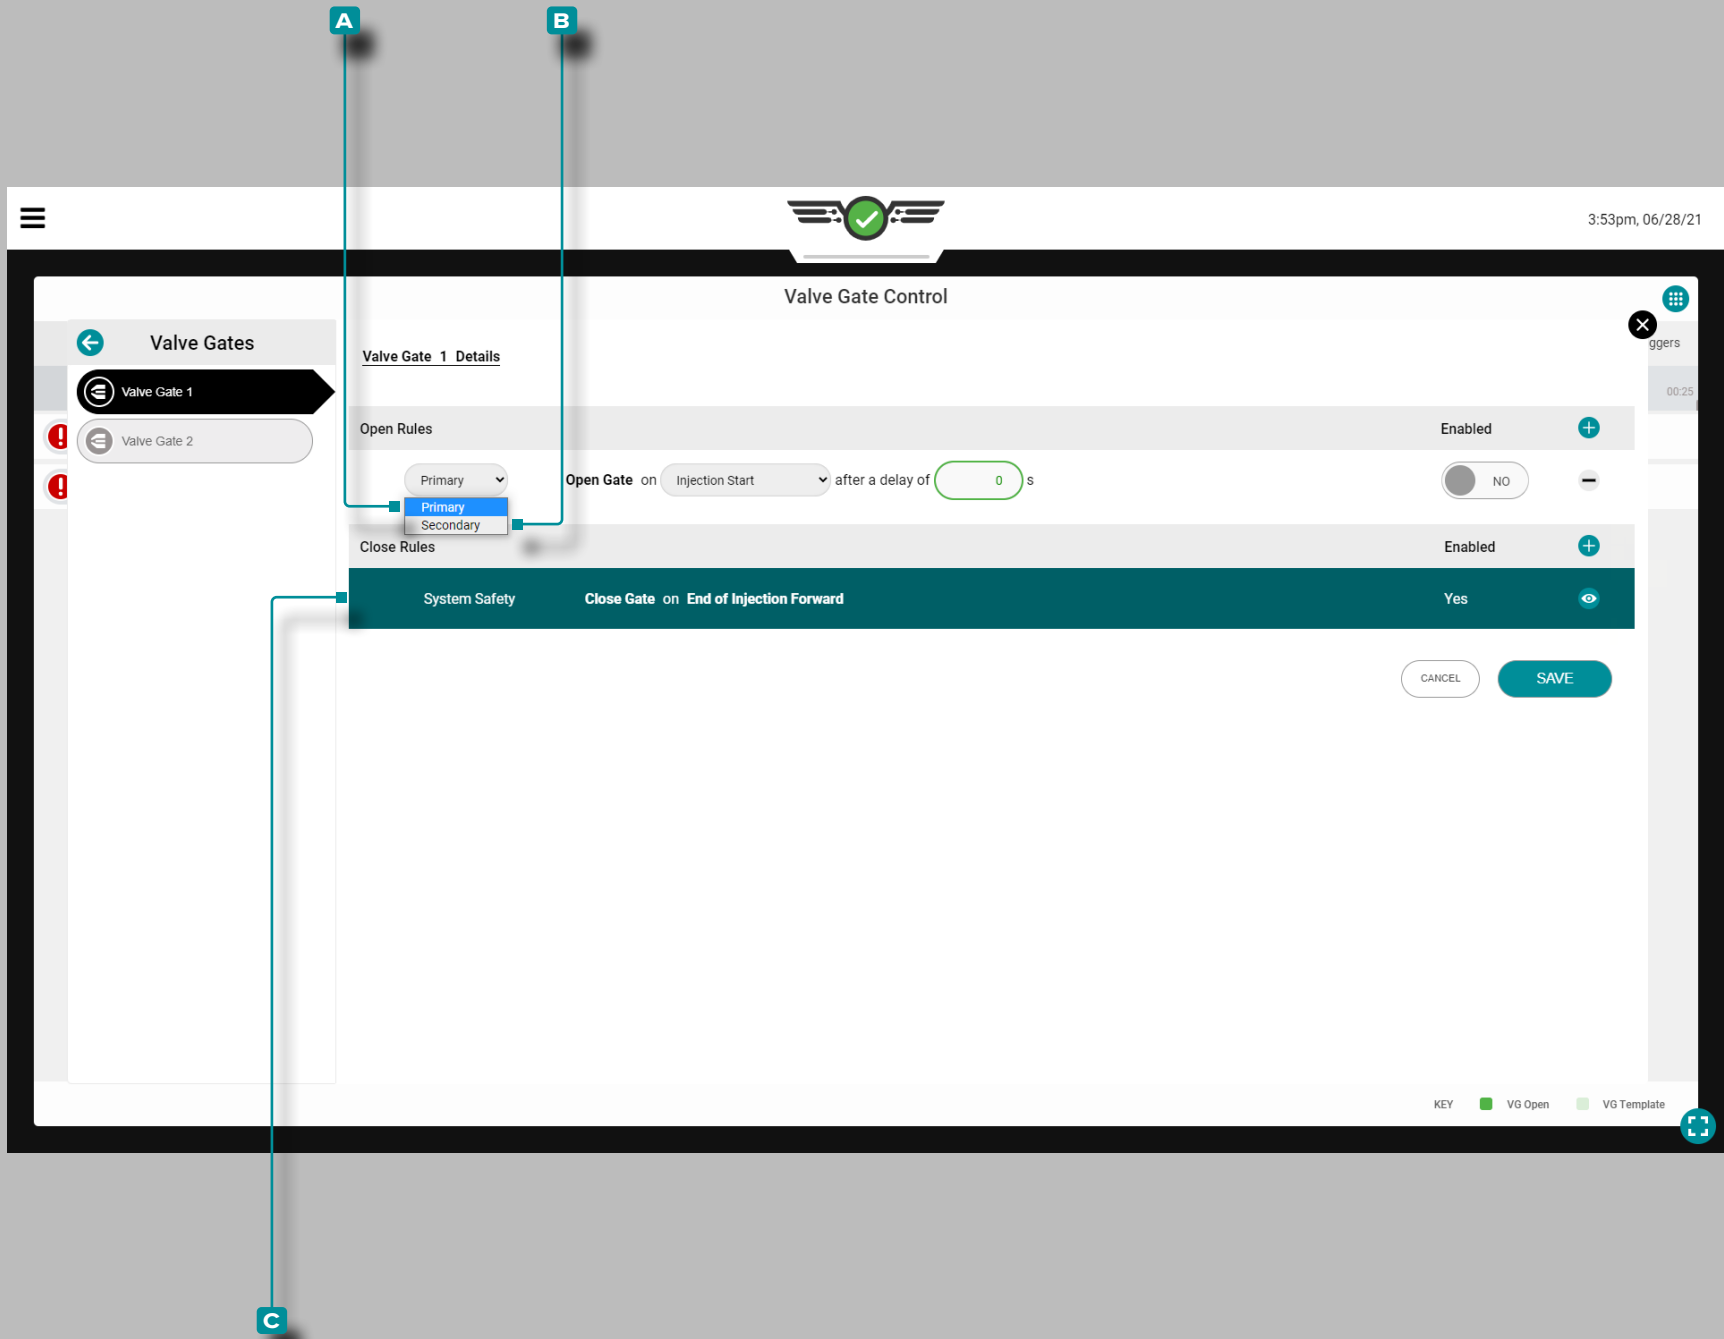 A
B
3:53pm, 06/28/21
Valve Gate Control
Valve Gates
ggers
Valve Gate 1 Details
Valve Gate 1
00:25
Open Rules Enabled
Valve Gate 2
Primary Open Gate on Injection Start after a delay of 0 s NO
Primary
Secondary
Close Rules Enabled
System Safety Close Gate on End of Injection Forward Yes
CANCEL SAVE
KEY VG Open VG Template
C